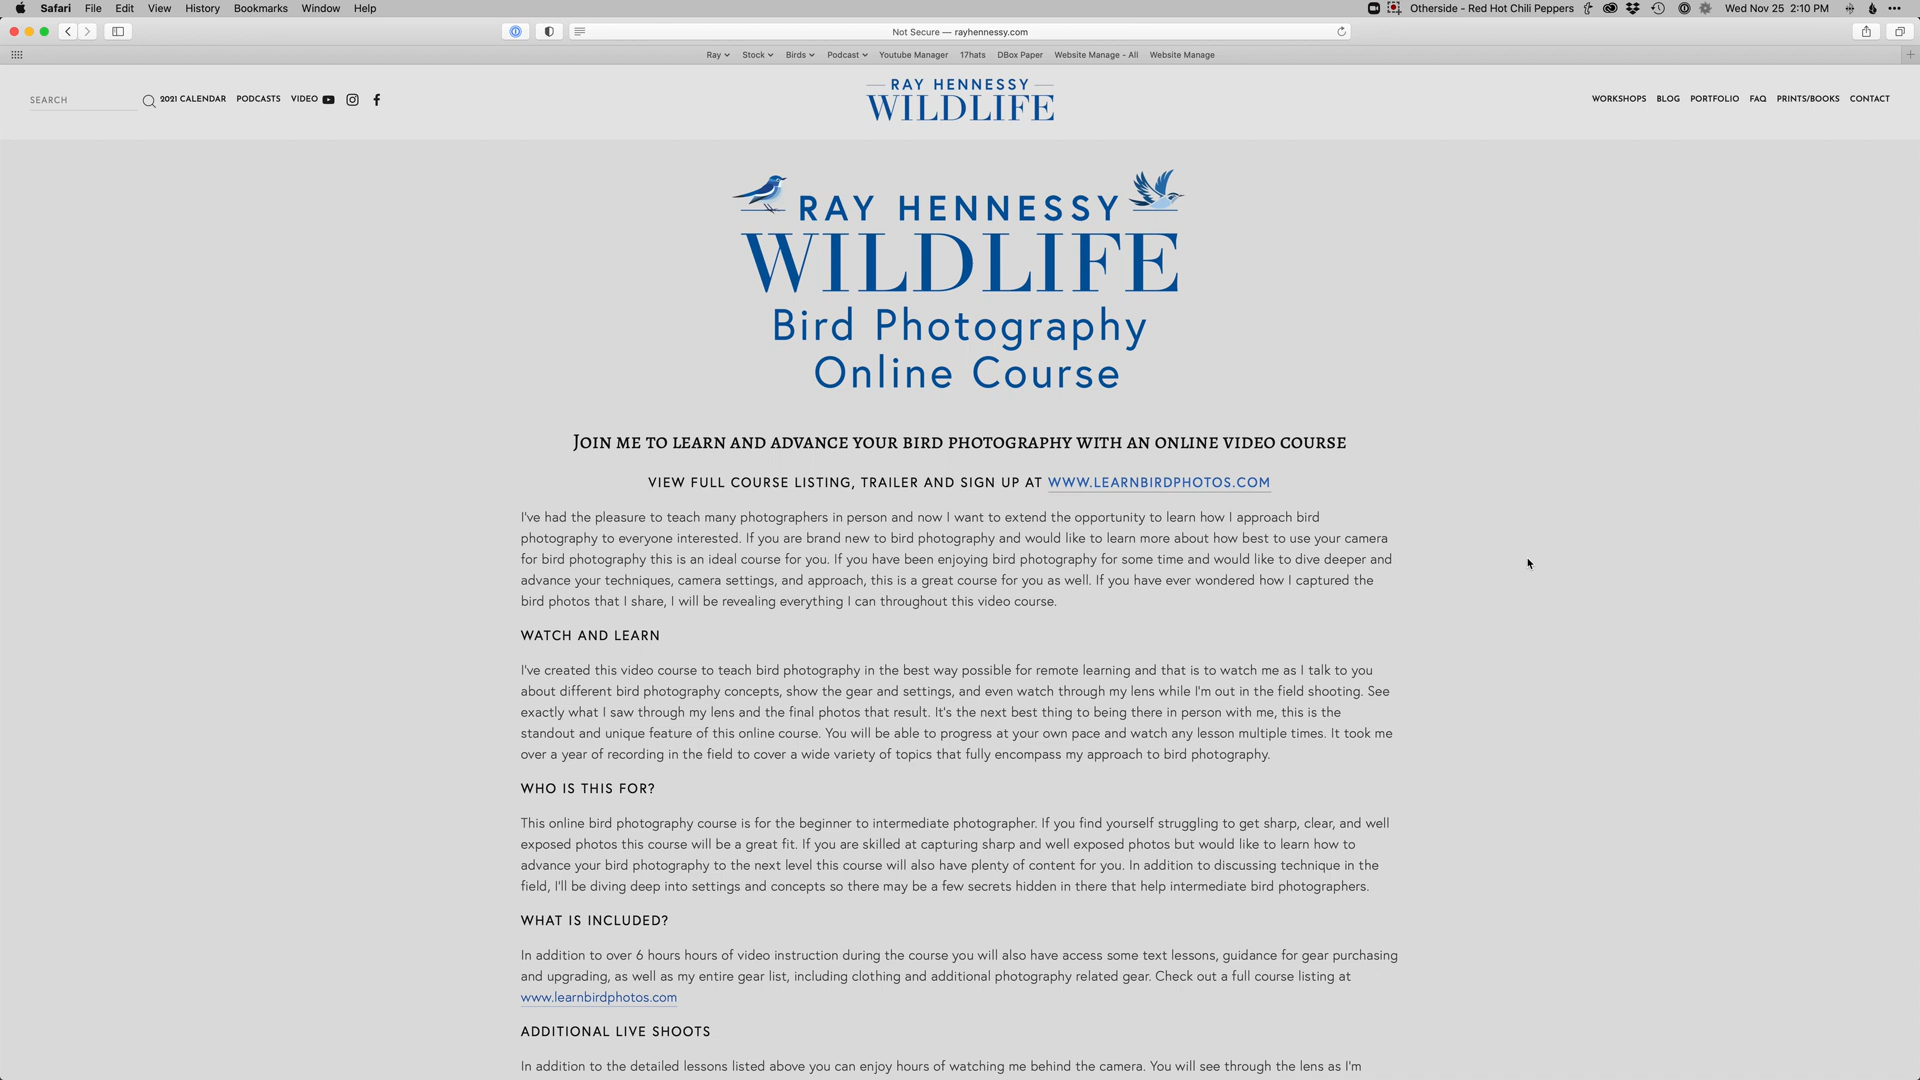 Safari File Edit View History Bookmarks Window Help Otherside - Red Hot Chili Peppers Wed Nov 25 2:10 PM
Not Secure — rayhennessy.com
Ray Stock Birds Podcast Youtube Manager 17hats DBox Paper Website Manage - All Website Manage
SEARCH 2021 CALENDAR PODCASTS VIDEO
RAY HENNESSY
WILDLIFE
WORKSHOPS BLOG PORTFOLIO FAQ PRINTS/BOOKS CONTACT
RAY HENNESSY
WILDLIFE
Bird Photography
Online Course
JOIN ME TO LEARN AND ADVANCE YOUR BIRD PHOTOGRAPHY WITH AN ONLINE VIDEO COURSE
VIEW FULL COURSE LISTING, TRAILER AND SIGN UP AT WWW.LEARNBIRDPHOTOS.COM
I've had the pleasure to teach many photographers in person and now I want to extend the opportunity to learn how I approach bird
photography to everyone interested. If you are brand new to bird photography and would like to learn more about how best to use your camera
for bird photography this is an ideal course for you. If you have been enjoying bird photography for some time and would like to dive deeper and
advance your techniques, camera settings, and approach, this is a great course for you as well. If you have ever wondered how I captured the
bird photos that I share, I will be revealing everything I can throughout this video course.
WATCH AND LEARN
I've created this video course to teach bird photography in the best way possible for remote learning and that is to watch me as I talk to you
about different bird photography concepts, show the gear and settings, and even watch through my lens while I'm out in the field shooting. See
exactly what I saw through my lens and the final photos that result. It's the next best thing to being there in person with me, this is the
standout and unique feature of this online course. You will be able to progress at your own pace and watch any lesson multiple times. It took me
over a year of recording in the field to cover a wide variety of topics that fully encompass my approach to bird photography.
WHO IS THIS FOR?
This online bird photography course is for the beginner to intermediate photographer. If you find yourself struggling to get sharp, clear, and well
exposed photos this course will be a great fit. If you are skilled at capturing sharp and well exposed photos but would like to learn how to
advance your bird photography to the next level this course will also have plenty of content for you. In addition to discussing technique in the
field, I'll be diving deep into settings and concepts so there may be a few secrets hidden in there that help intermediate bird photographers.
WHAT IS INCLUDED?
In addition to over 6 hours hours of video instruction during the course you will also have access some text lessons, guidance for gear purchasing
and upgrading, as well as my entire gear list, including clothing and additional photography related gear. Check out a full course listing at
www.learnbirdphotos.com
ADDITIONAL LIVE SHOOTS
In addition to the detailed lessons listed above you can enjoy hours of watching me behind the camera. You will see through the lens as I'm